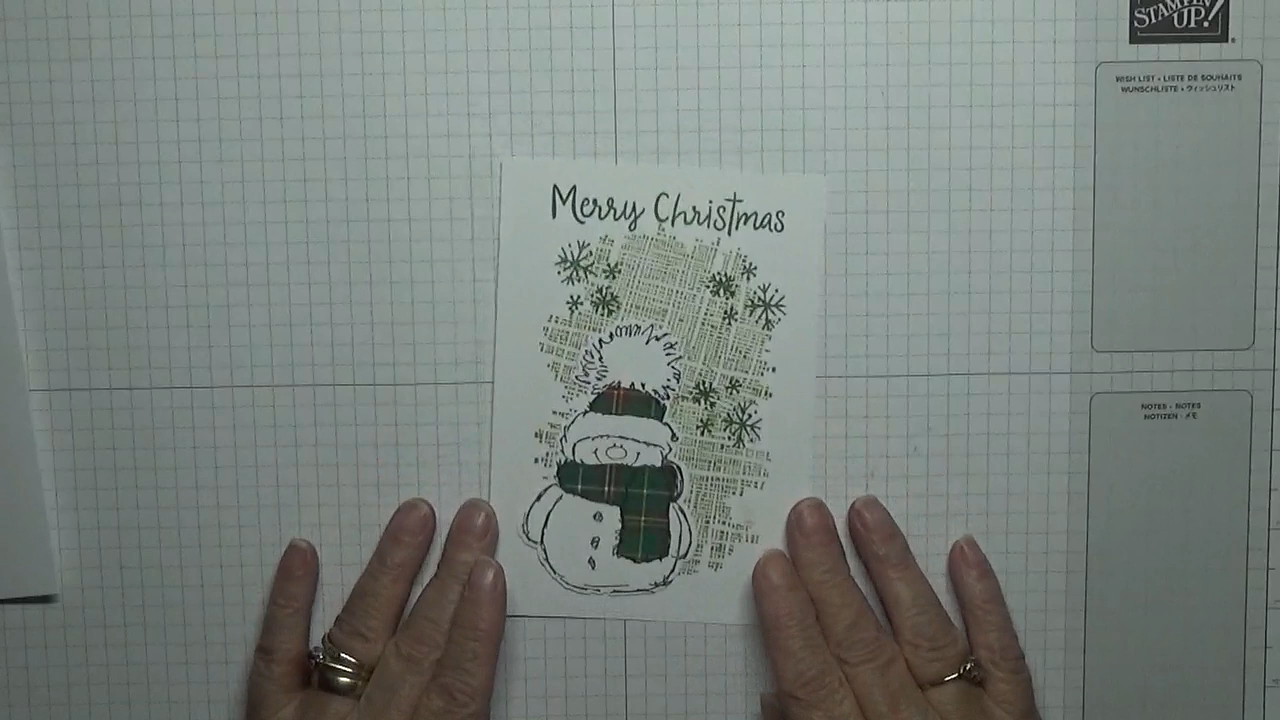 STAMPIN'
UP!
WISH LIST • LISTE DE SOUHAITS
WUNSCHLISTE • ウィッシュリスト
Merry Christmas
NOTES • NOTES
NOTIZEN • メモ